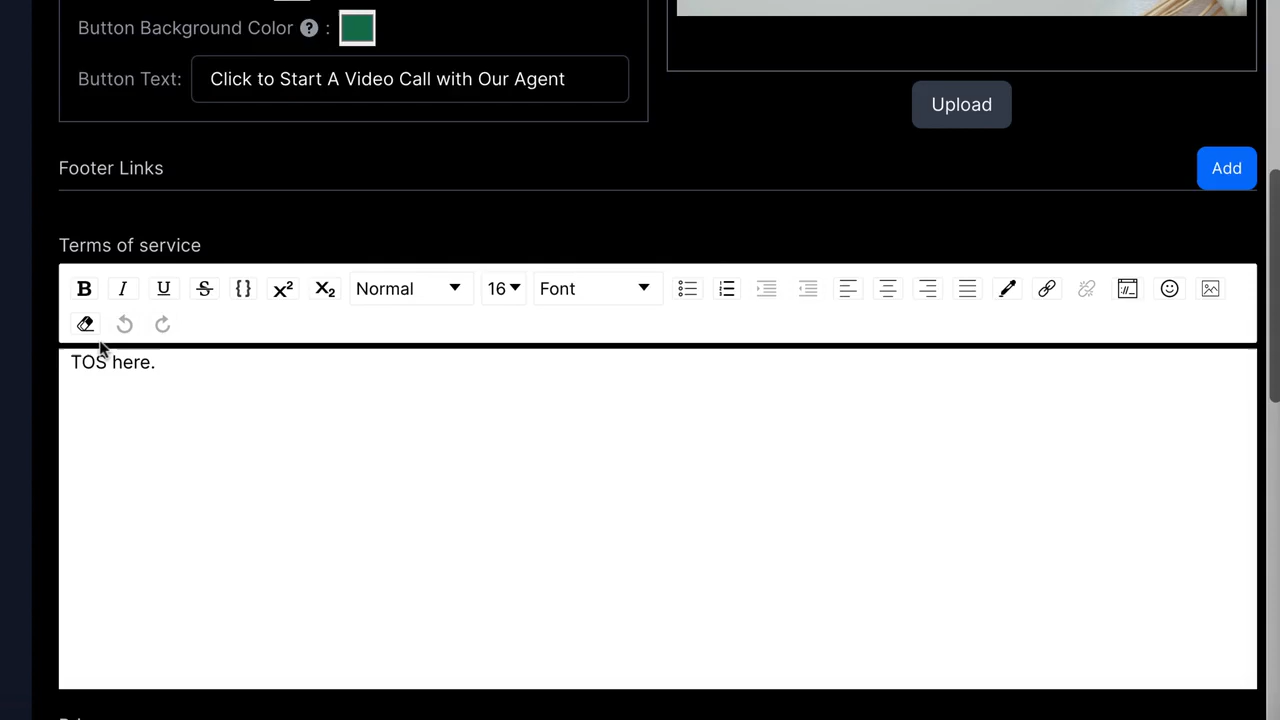 Button Background Color ? :
Button Text: Click to Start A Video Call with Our Agent
Upload
Footer Links
Add
Terms of service
B I U S {} X² X₂ Normal 16 Font
TOS here.